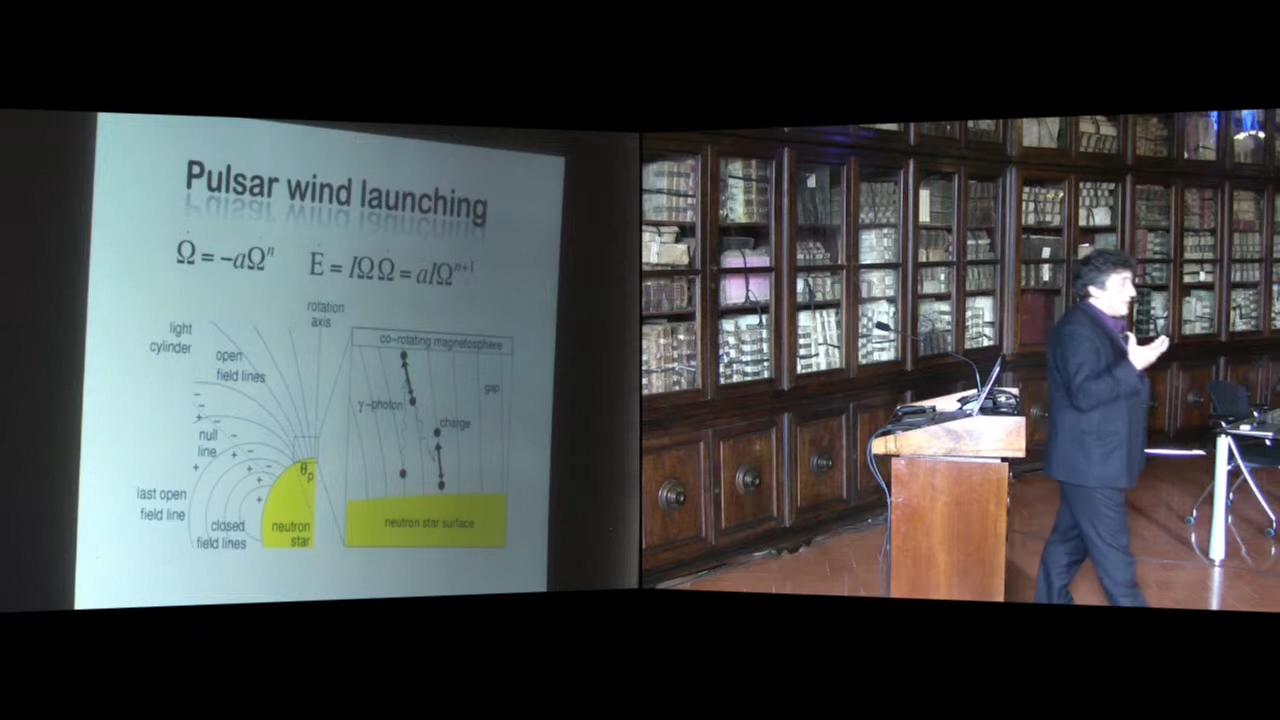 Pulsar wind launching
Ω̇ = −aΩⁿ
Ė = IΩ Ω̇ = aIΩⁿ⁺¹
rotation
axis
light
cylinder
open
field lines
null
line
last open
field line
closed
field lines
θp
neutron
star
co−rotating magnetosphere
gap
γ−photon
charge
neutron star surface